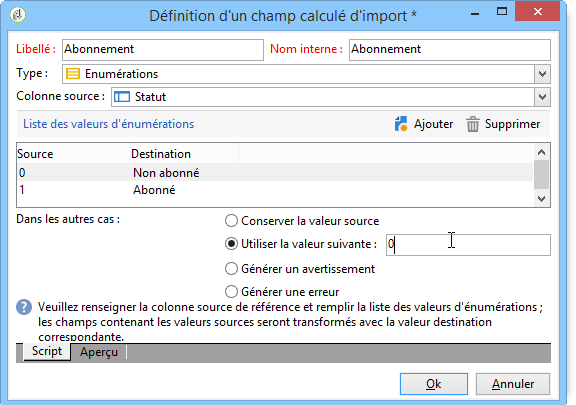 Définition d'un champ calculé d'import *
Libellé : Abonnement Nom interne : Abonnement
Type : Enumérations
Colonne source : Statut
Liste des valeurs d'énumérations Ajouter Supprimer
Source Destination
0 Non abonné
1 Abonné
Dans les autres cas : Conserver la valeur source
Utiliser la valeur suivante : 0
Générer un avertissement
Générer une erreur
Veuillez renseigner la colonne source de référence et remplir la liste des valeurs d'énumérations ;
les champs contenant les valeurs sources seront transformés avec la valeur destination
correspondante.
Script Aperçu
Ok Annuler